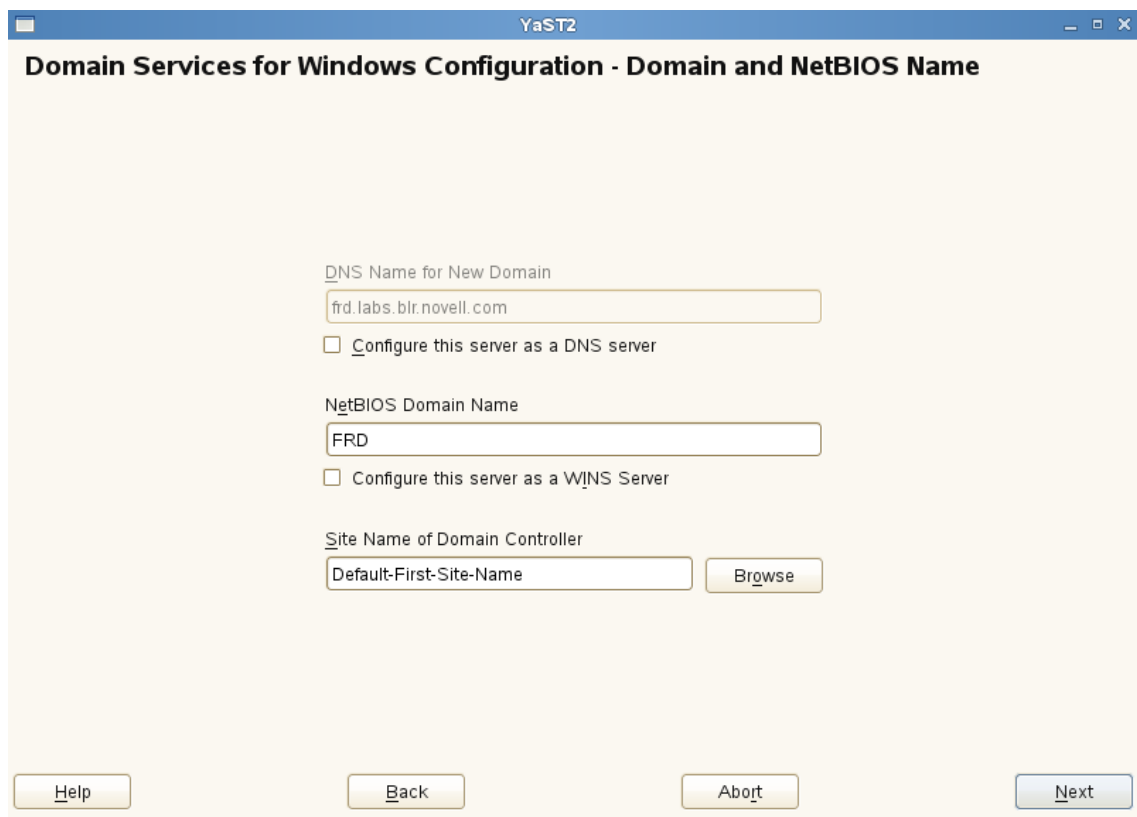 YaST2
Domain Services for Windows Configuration - Domain and NetBIOS Name
DNS Name for New Domain
frd.labs.blr.novell.com
Configure this server as a DNS server
NetBIOS Domain Name
FRD
Configure this server as a WINS Server
Site Name of Domain Controller
Default-First-Site-Name
Browse
Help
Back
Abort
Next